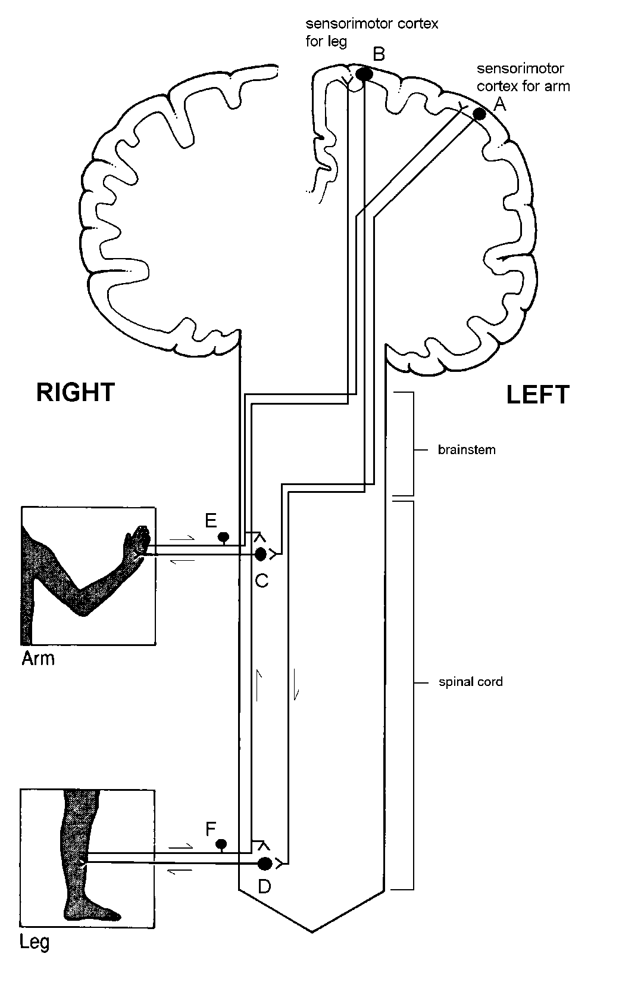 sensorimotor cortex
for leg
B
sensorimotor
cortex for arm
A
RIGHT
LEFT
brainstem
E
C
Arm
spinal cord
F
D
Leg